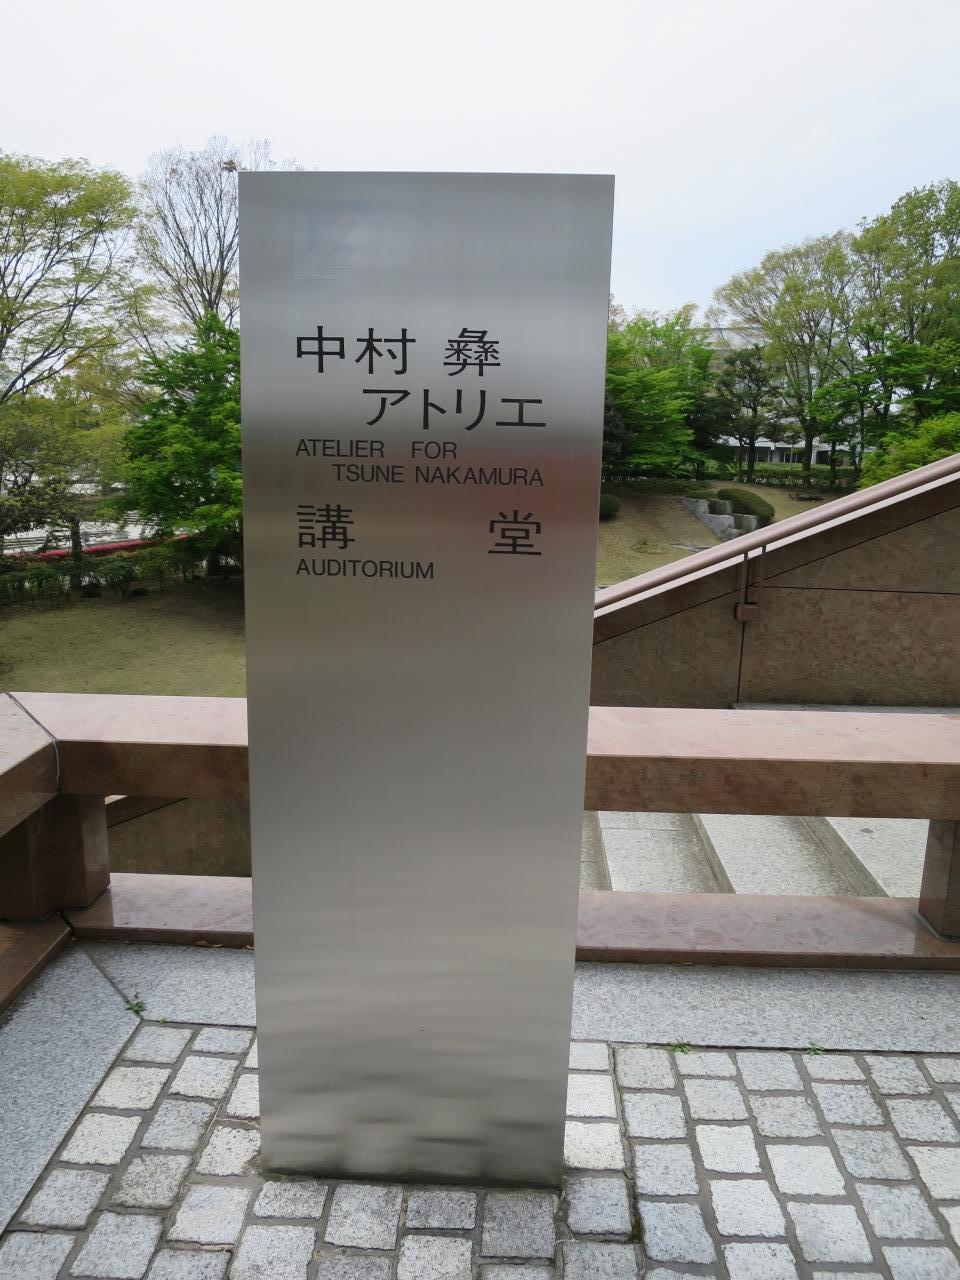 中村 彝
アトリエ
ATELIER FOR
TSUNE NAKAMURA
講 堂
AUDITORIUM